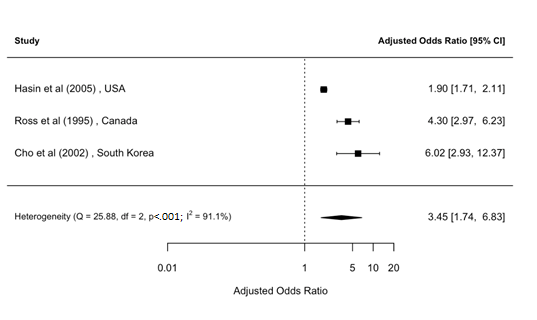 Study Adjusted Odds Ratio [95% CI]
Hasin et al (2005) , USA 1.90 [1.71, 2.11]
Ross et al (1995) , Canada 4.30 [2.97, 6.23]
Cho et al (2002) , South Korea 6.02 [2.93, 12.37]
Heterogeneity (Q = 25.88, df = 2, p<.001; I² = 91.1%) 3.45 [1.74, 6.83]
0.01 1 5 10 20
Adjusted Odds Ratio